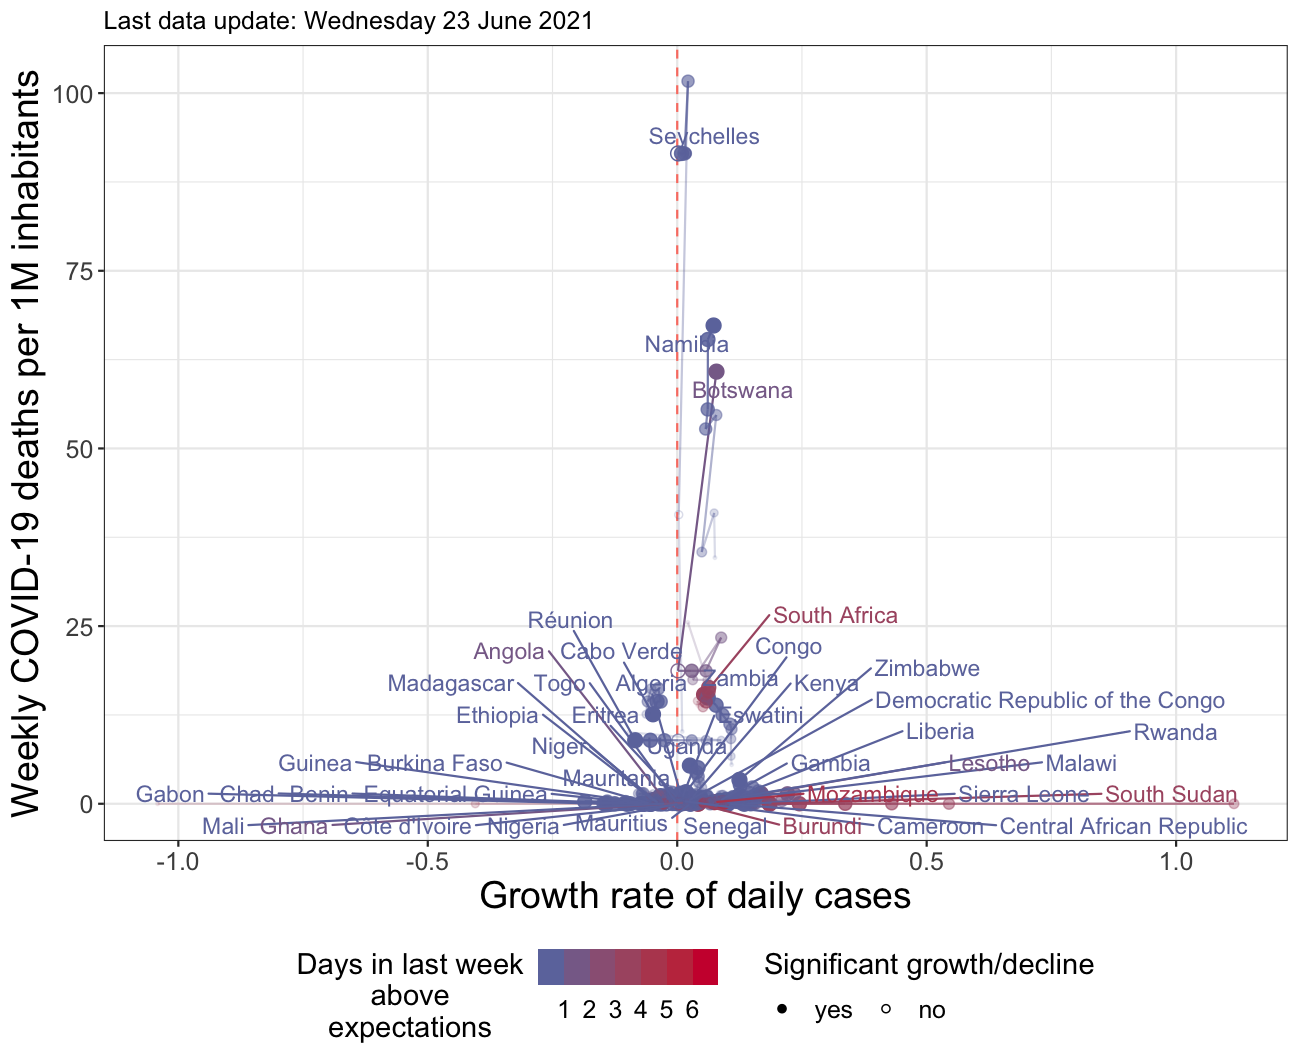 Last data update: Wednesday 23 June 2021
Weekly COVID-19 deaths per 1M inhabitants
100
75
50
25
0
Seychelles
Namibia
Botswana
Réunion
South Africa
Angola
Cabo Verde
Congo
Zimbabwe
Madagascar
Togo
Algeria
ambia
Kenya
Democratic Republic of the Congo
Ethiopia
Eritrea
Eswatini
Liberia
Rwanda
Niger
Uganda
Guinea
Burkina Faso
Mauritania
Gambia
Lesotho
Malawi
Gabon
Chad
Benin
Equatorial Guinea
Mozambique
Sierra Leone
South Sudan
Mali
Ghana
Côte d'Ivoire
Nigeria
Mauritius
Senegal
Burundi
Cameroon
Central African Republic
-1.0 -0.5 0.0 0.5 1.0
Growth rate of daily cases
Days in last week
above
expectations
1 2 3 4 5 6
Significant growth/decline
yes no